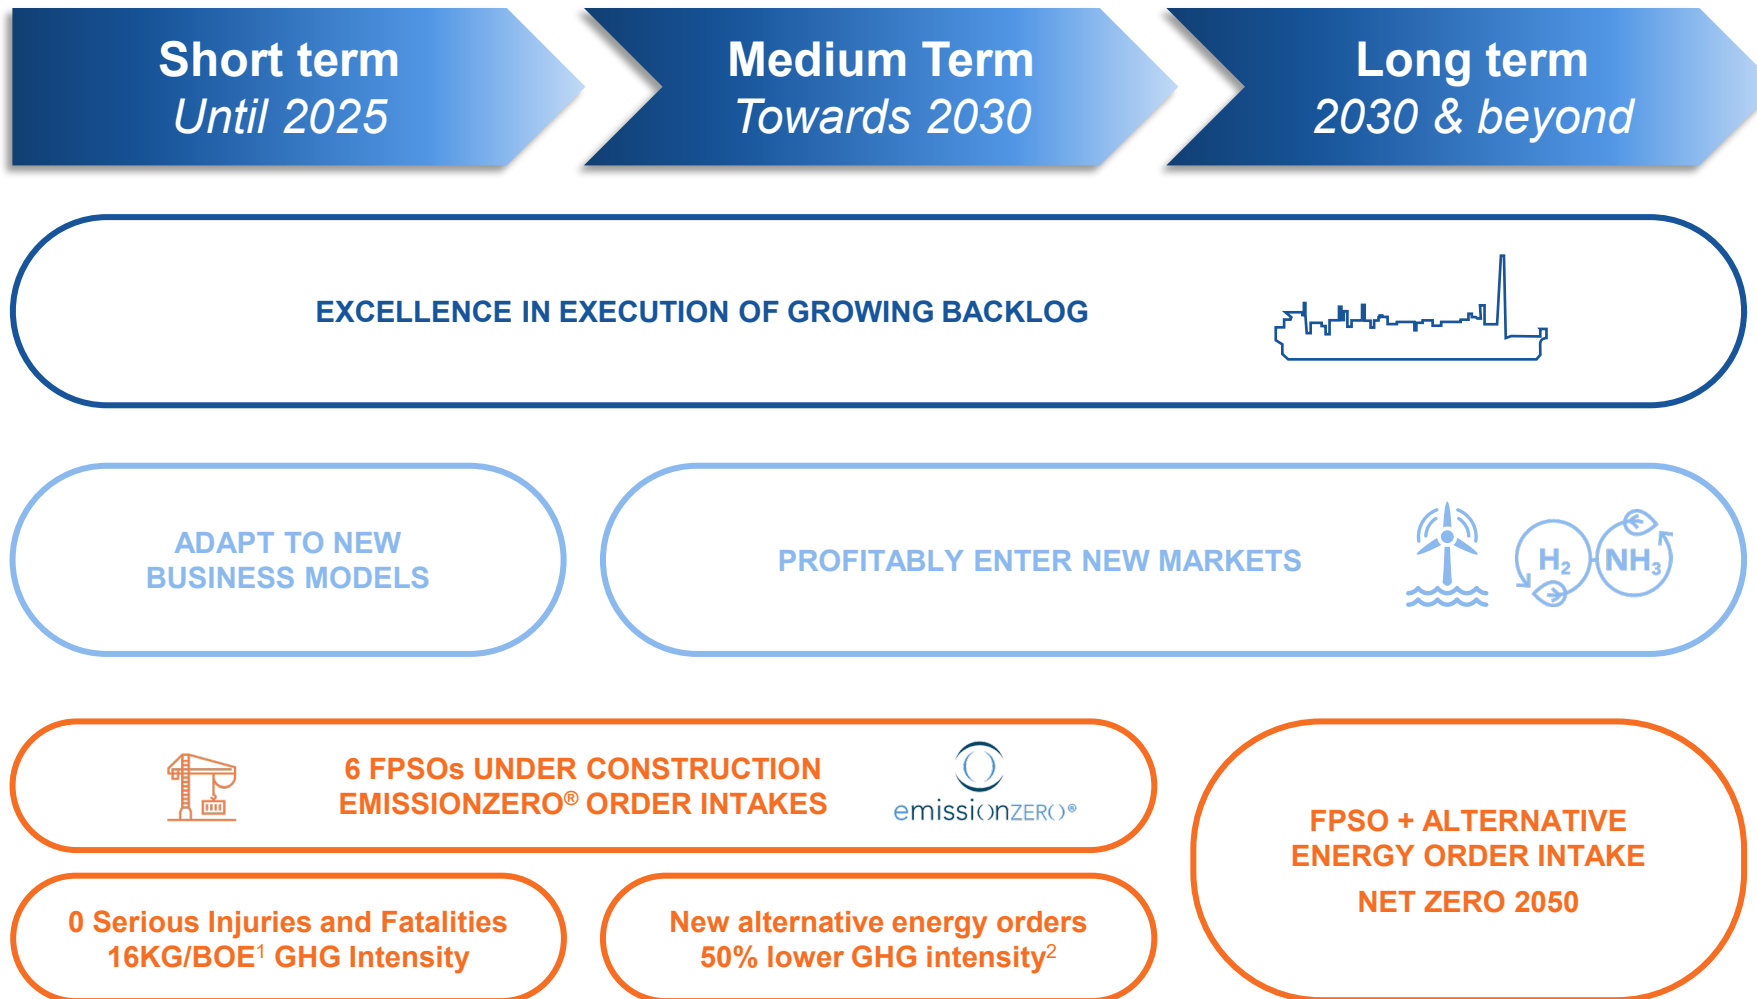 Short term
Until 2025
Medium Term
Towards 2030
Long term
2030 & beyond
EXCELLENCE IN EXECUTION OF GROWING BACKLOG
ADAPT TO NEW
BUSINESS MODELS
PROFITABLY ENTER NEW MARKETS
H₂
NH₃
6 FPSOs UNDER CONSTRUCTION
EMISSIONZERO® ORDER INTAKES
emissi()nZER()®
FPSO + ALTERNATIVE
ENERGY ORDER INTAKE
NET ZERO 2050
0 Serious Injuries and Fatalities
16KG/BOE¹ GHG Intensity
New alternative energy orders
50% lower GHG intensity²